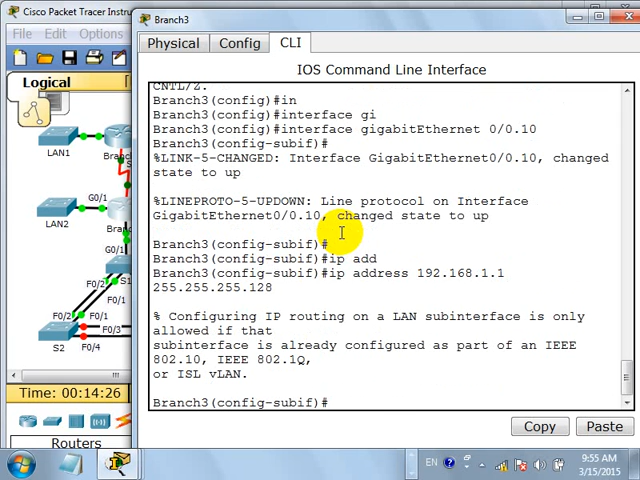 Cisco Packet Tracer Instruc
Branch3
File Edit Options
Physical Config CLI
Logical
IOS Command Line Interface
CNTL/Z.
Branch3(config)#in
Branch3(config)#interface gi
Branch3(config)#interface gigabitEthernet 0/0.10
Branch3(config-subif)#
%LINK-5-CHANGED: Interface GigabitEthernet0/0.10, changed
state to up
%LINEPROTO-5-UPDOWN: Line protocol on Interface
GigabitEthernet0/0.10, changed state to up
Branch3(config-subif)#
Branch3(config-subif)#ip add
Branch3(config-subif)#ip address 192.168.1.1
255.255.255.128
% Configuring IP routing on a LAN subinterface is only
allowed if that
subinterface is already configured as part of an IEEE
802.10, IEEE 802.1Q,
or ISL vLAN.
Branch3(config-subif)#
Copy Paste
LAN1
Bran
G0/1
LAN2
Bran
G0/1
F0/2
F0/1
S1
F0/2
F0/1
F0/3
S2
F0/4
Time: 00:14:26
Routers
EN
9:55 AM
3/15/2015